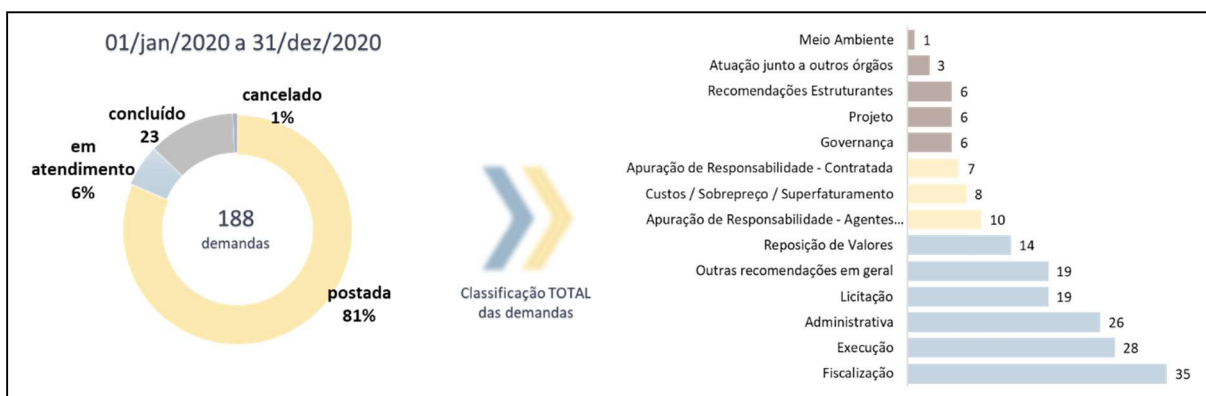 01/jan/2020 a 31/dez/2020
cancelado
1%
concluído
23
em
atendimento
6%
188
demandas
postada
81%
Classificação TOTAL
das demandas
Meio Ambiente 1
Atuação junto a outros órgãos 3
Recomendações Estruturantes 6
Projeto 6
Governança 6
Apuração de Responsabilidade - Contratada 7
Custos / Sobrepreço / Superfaturamento 8
Apuração de Responsabilidade - Agentes... 10
Reposição de Valores 14
Outras recomendações em geral 19
Licitação 19
Administrativa 26
Execução 28
Fiscalização 35